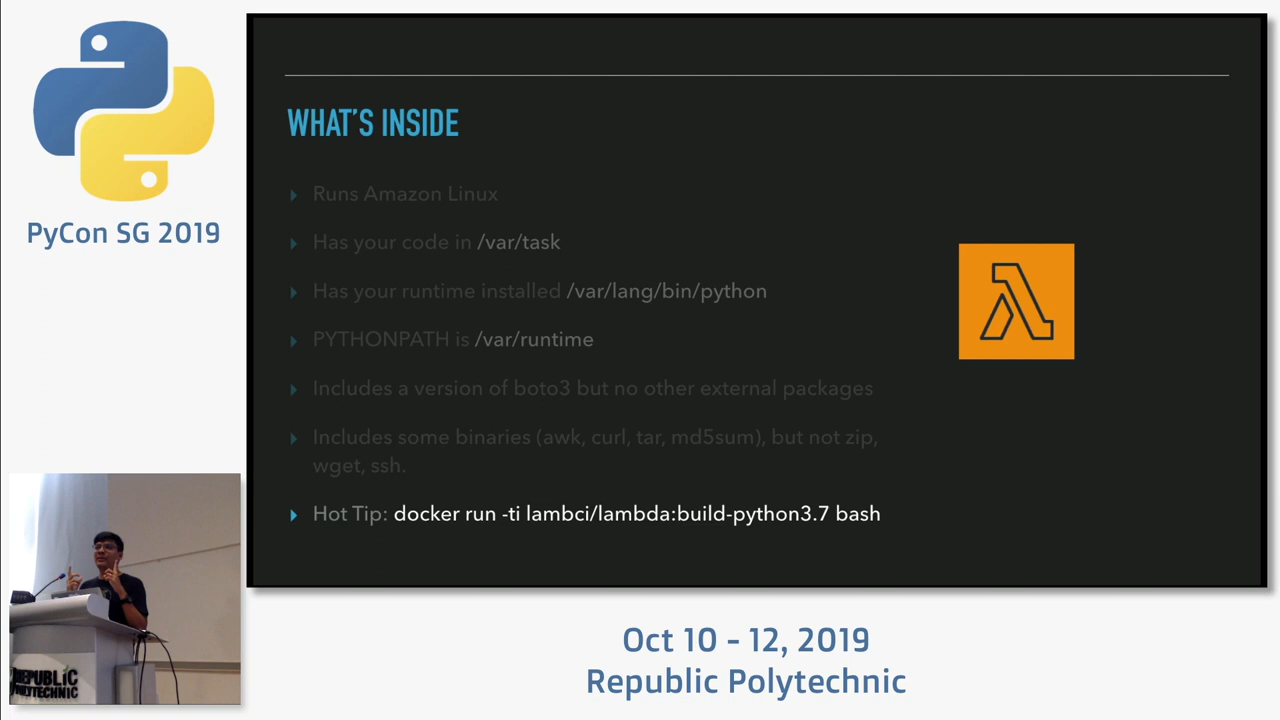 PyCon SG 2019
WHAT'S INSIDE
Runs Amazon Linux
Has your code in /var/task
Has your runtime installed /var/lang/bin/python
PYTHONPATH is /var/runtime
Includes a version of boto3 but no other external packages
Includes some binaries (awk, curl, tar, md5sum), but not zip,
wget, ssh.
Hot Tip: docker run -ti lambci/lambda:build-python3.7 bash
REPUBLIC
POLYTECHNIC
Oct 10 - 12, 2019
Republic Polytechnic